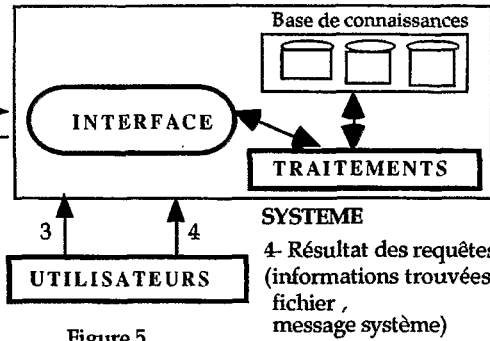 Base de connaissances
INTERFACE
TRAITEMENTS
SYSTEME
3
4
4- Résultat des requêtes
(informations trouvées
UTILISATEURS
fichier ,
message système)
Figure 5